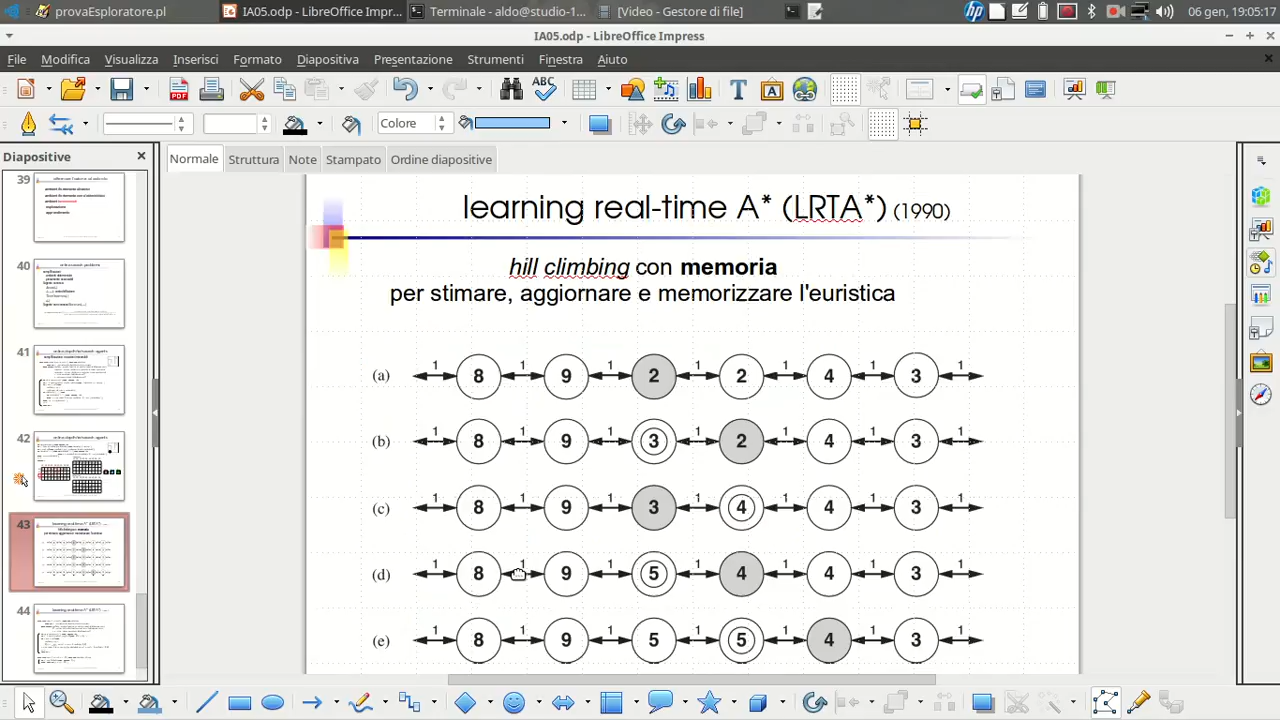 provaEsploratore.pl
IA05.odp - LibreOffice Impr...
Terminale - aldo@studio-1...
[Video - Gestore di file]
06 gen, 19:05:17
IA05.odp - LibreOffice Impress
File Modifica Visualizza Inserisci Formato Diapositiva Presentazione Strumenti Finestra Aiuto
PDF ABC
Colore
Diapositive
Normale Struttura Note Stampato Ordine diapositive
39
40
41
42
43
44
learning real-time A* (LRTA*) (1990)
hill climbing con memoria
per stimare, aggiornare e memorizzare l'euristica
(a) 1 8 1 9 1 2 1 2 1 4 1 3 1
(b) 1 8 1 9 1 3 1 2 1 4 1 3 1
(c) 1 8 1 9 1 3 1 4 1 4 1 3 1
(d) 1 8 1 9 1 5 1 4 1 4 1 3 1
(e) 1 8 1 9 1 5 1 5 1 4 1 3 1